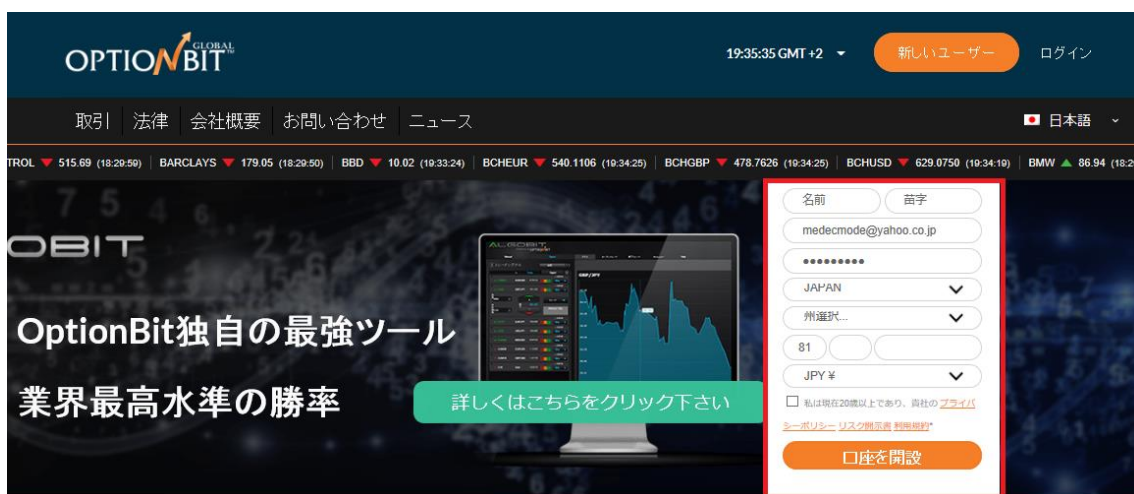 OPTIONBIT GLOBAL
19:35:35 GMT +2
新しいユーザー
ログイン
取引 法律 会社概要 お問い合わせ ニュース
日本語
TROL ▼ 515.69 (18:29:59) | BARCLAYS ▼ 179.05 (18:29:50) | BBD ▼ 10.02 (19:33:24) | BCHEUR ▼ 540.1106 (19:34:25) | BCHGBP ▼ 478.7626 (19:34:25) | BCHUSD ▼ 629.0750 (19:34:19) | BMW ▲ 86.94 (18:2
OBIT
OptionBit独自の最強ツール
業界最高水準の勝率
ALGOBIT
GBP/JPY
詳しくはこちらをクリック下さい
名前 苗字
medecmode@yahoo.co.jp
•••••••••
JAPAN
州選択...
81
JPY ¥
私は現在20歳以上であり、貴社の プライバ
シーポリシー リスク開示書 利用規約*
口座を開設